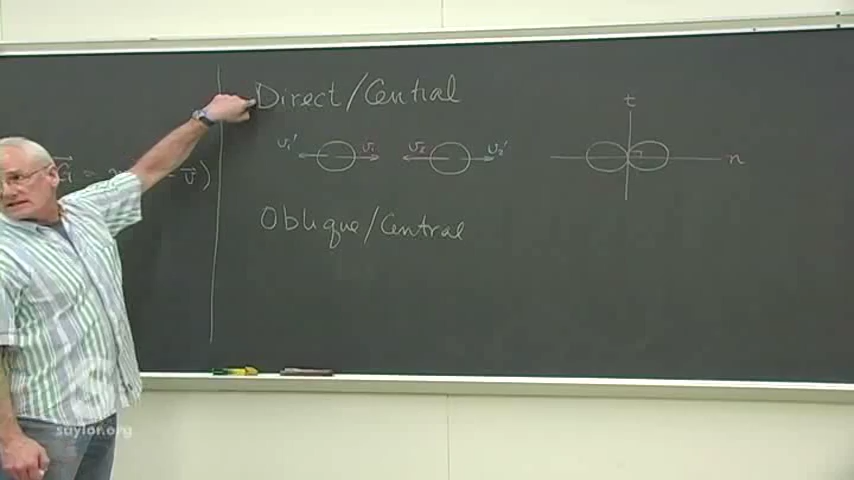 Direct/Central
t
v₁' v₁ v₂ v₂' n
G⃗ = v⃗)
Oblique/Central
saylor.org